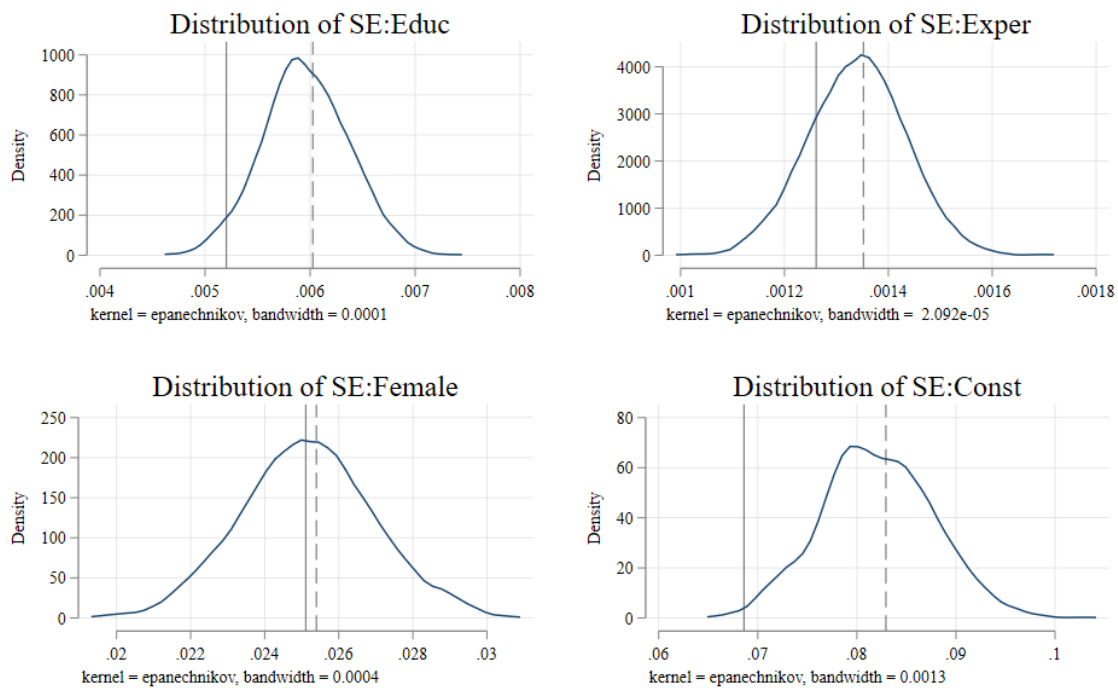 Distribution of SE:Educ
1000
800
600
400
200
0
Density
.004 .005 .006 .007 .008
kernel = epanechnikov, bandwidth = 0.0001
Distribution of SE:Exper
4000
3000
2000
1000
0
Density
.001 .0012 .0014 .0016 .0018
kernel = epanechnikov, bandwidth = 2.092e-05
Distribution of SE:Female
250
200
150
100
50
0
Density
.02 .022 .024 .026 .028 .03
kernel = epanechnikov, bandwidth = 0.0004
Distribution of SE:Const
80
60
40
20
0
Density
.06 .07 .08 .09 .1
kernel = epanechnikov, bandwidth = 0.0013